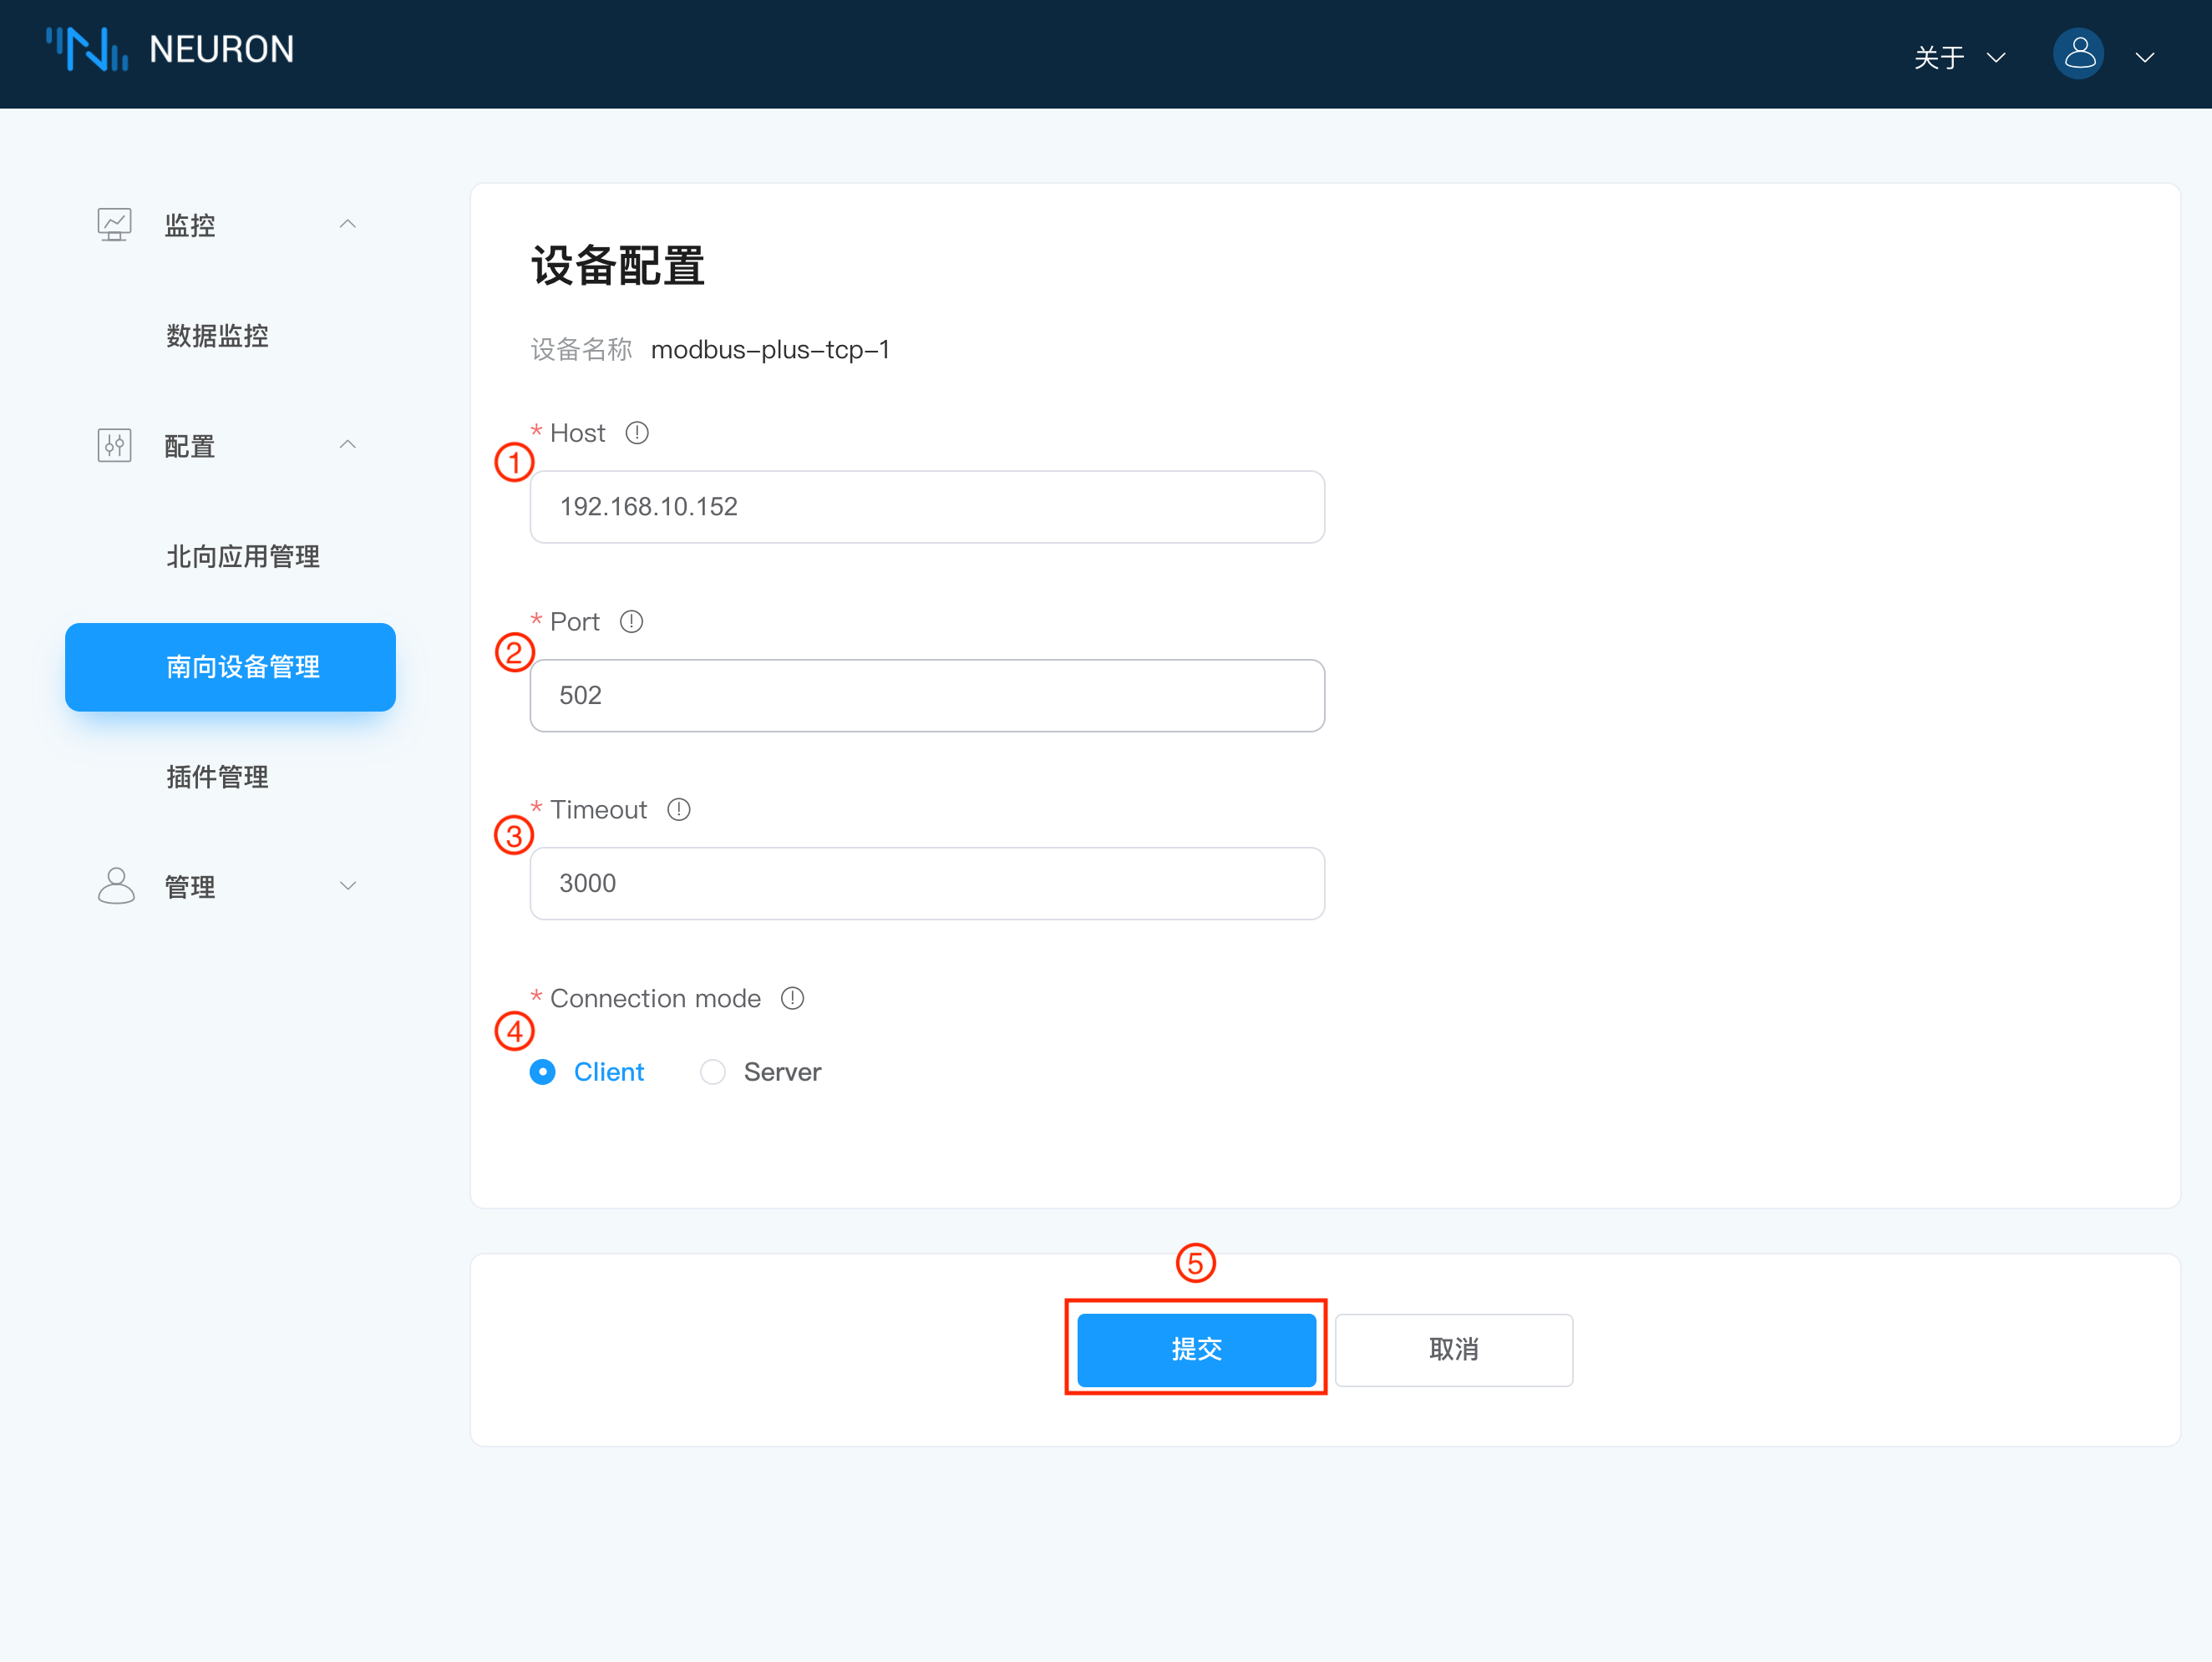 NEURON
关于
监控
数据监控
配置
北向应用管理
南向设备管理
插件管理
管理
设备配置
设备名称 modbus-plus-tcp-1
* Host
①
192.168.10.152
* Port
②
502
* Timeout
③
3000
* Connection mode
④
Client Server
⑤
提交 取消